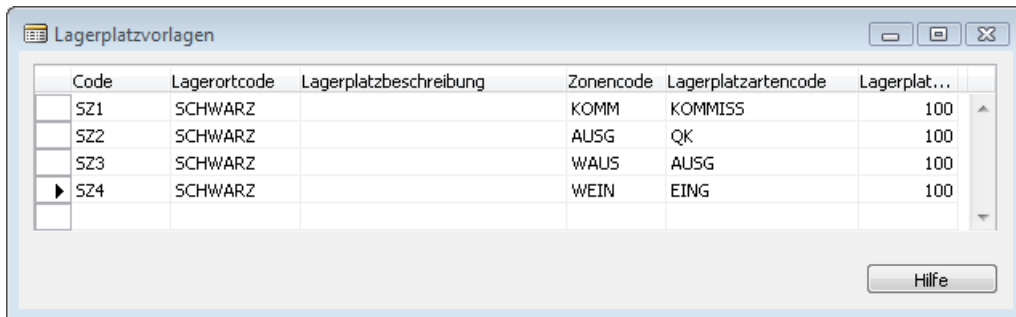 Lagerplatzvorlagen
Code Lagerortcode Lagerplatzbeschreibung Zonencode Lagerplatzartencode Lagerplat...
SZ1 SCHWARZ KOMM KOMMISS 100
SZ2 SCHWARZ AUSG QK 100
SZ3 SCHWARZ WAUS AUSG 100
SZ4 SCHWARZ WEIN EING 100
Hilfe